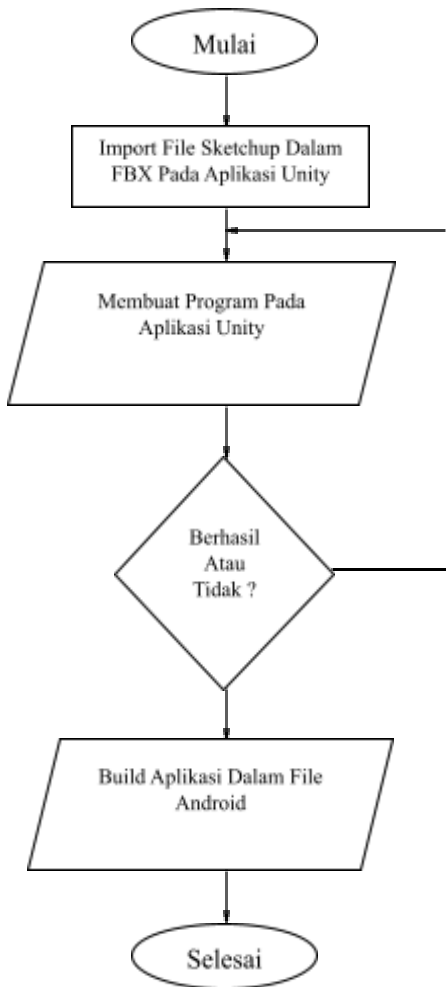 Mulai
Import File Sketchup Dalam
FBX Pada Aplikasi Unity
Membuat Program Pada
Aplikasi Unity
Berhasil
Atau
Tidak ?
Build Aplikasi Dalam File
Android
Selesai